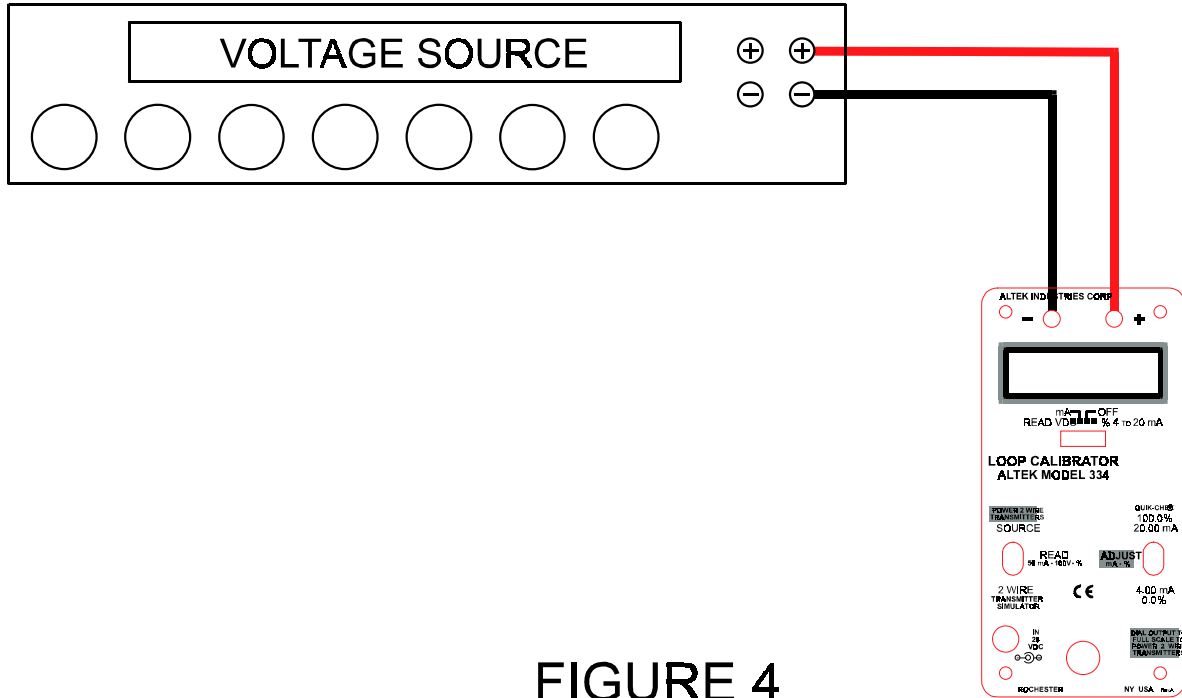 VOLTAGE SOURCE
+ +
− −
ALTEK INDUSTRIES CORP
− +
mA OFF
READ VDC % 4 TO 20 mA
LOOP CALIBRATOR
ALTEK MODEL 334
POWER 2 WIRE
TRANSMITTERS
SOURCE
QUIK-CHEK
100.0%
20.00 mA
READ
50 mA - 100V - %
ADJUST
mA - %
2 WIRE
TRANSMITTER
SIMULATOR
CE
4.00 mA
0.0%
IN
28
VDC
DIAL OUTPUT TO
FULL SCALE TO
POWER 2 WIRE
TRANSMITTERS
ROCHESTER NY USA
FIGURE 4